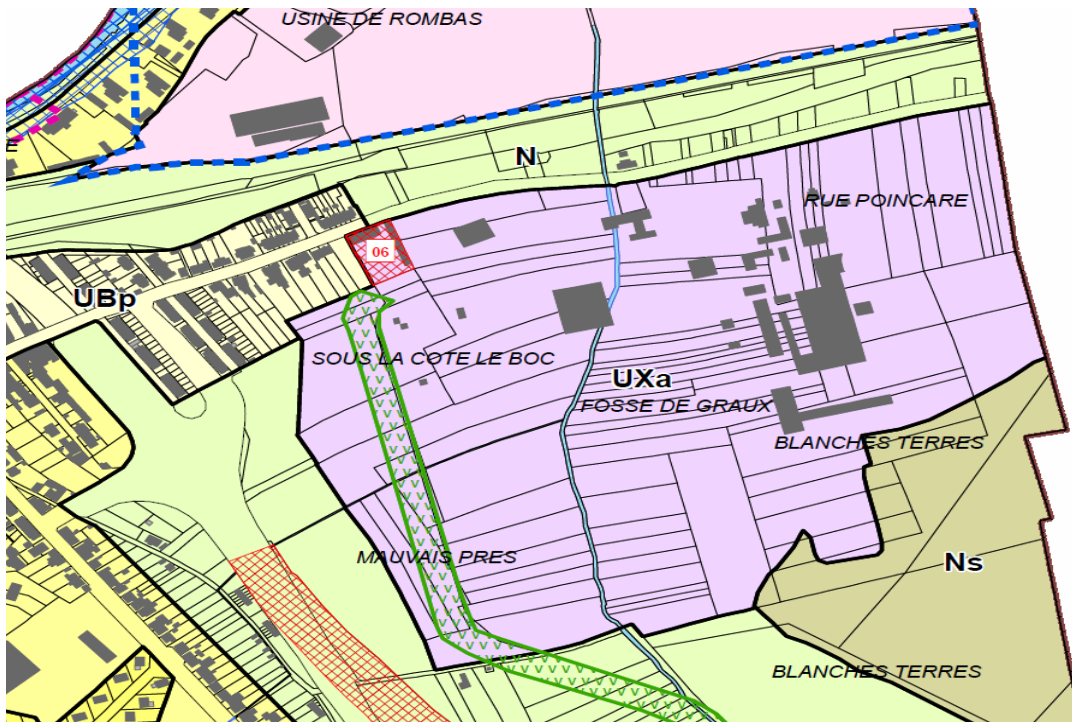 USINE DE ROMBAS
E
N
RUE POINCARE
06
UBp
SOUS LA COTE LE BOC
UXa
FOSSE DE GRAUX
BLANCHES TERRES
MAUVAIS PRES
Ns
BLANCHES TERRES